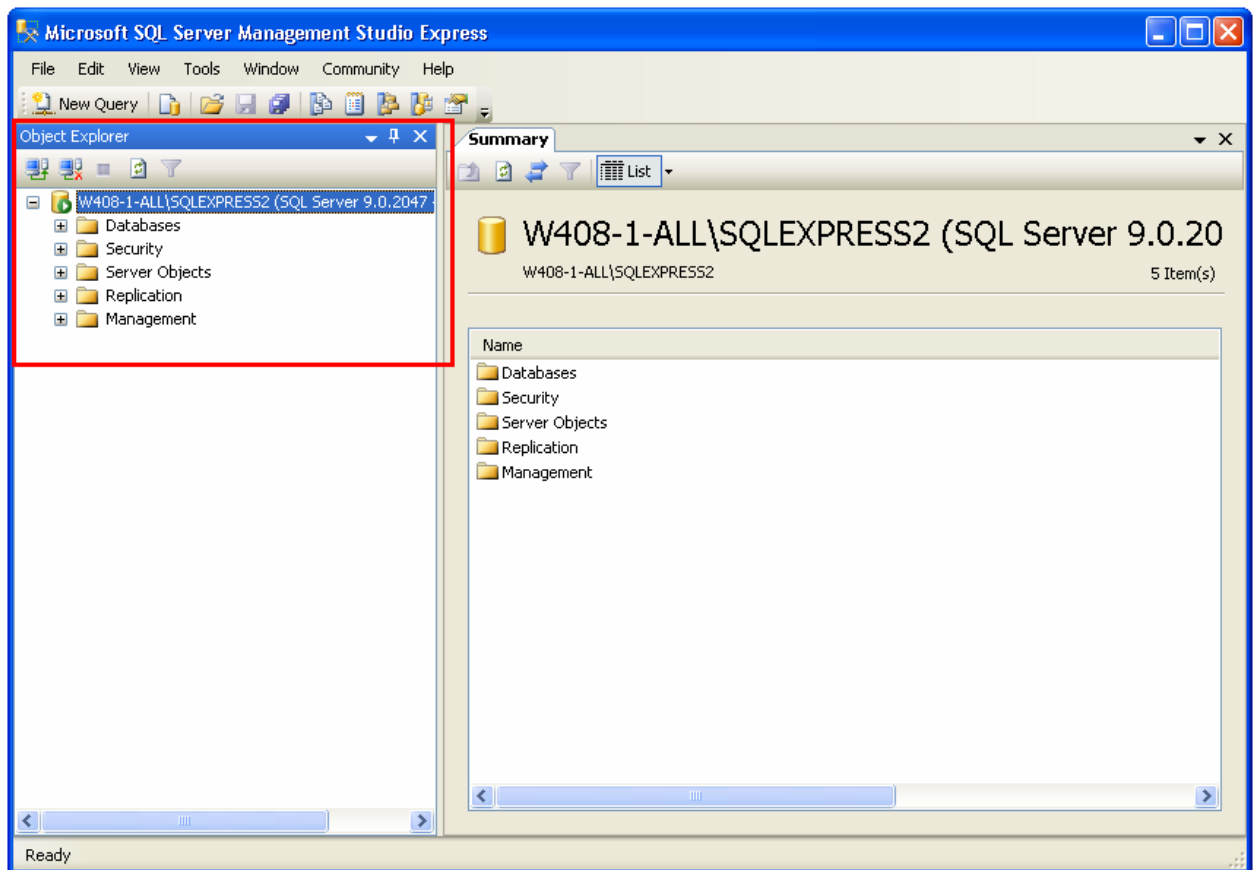 Microsoft SQL Server Management Studio Express
File Edit View Tools Window Community Help
New Query
Object Explorer
Summary
List
W408-1-ALL\SQLEXPRESS2 (SQL Server 9.0.2047 -
Databases
Security
Server Objects
Replication
Management
W408-1-ALL\SQLEXPRESS2 (SQL Server 9.0.20
W408-1-ALL\SQLEXPRESS2
5 Item(s)
Name
Databases
Security
Server Objects
Replication
Management
Ready